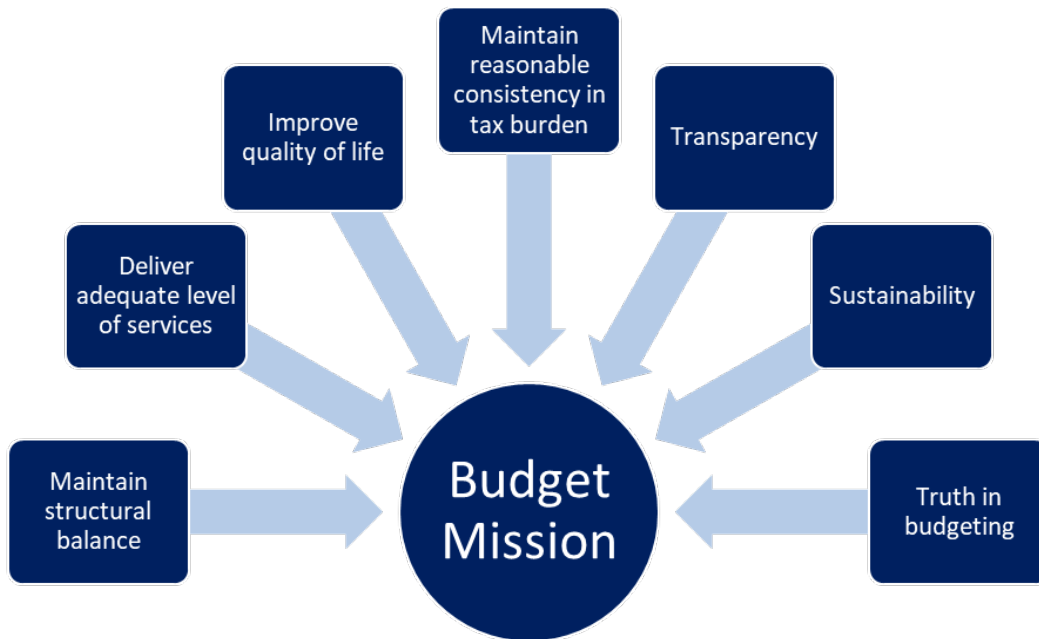 Maintain
reasonable
consistency in
tax burden
Improve
quality of life
Transparency
Deliver
adequate level
of services
Sustainability
Maintain
structural
balance
Budget
Mission
Truth in
budgeting